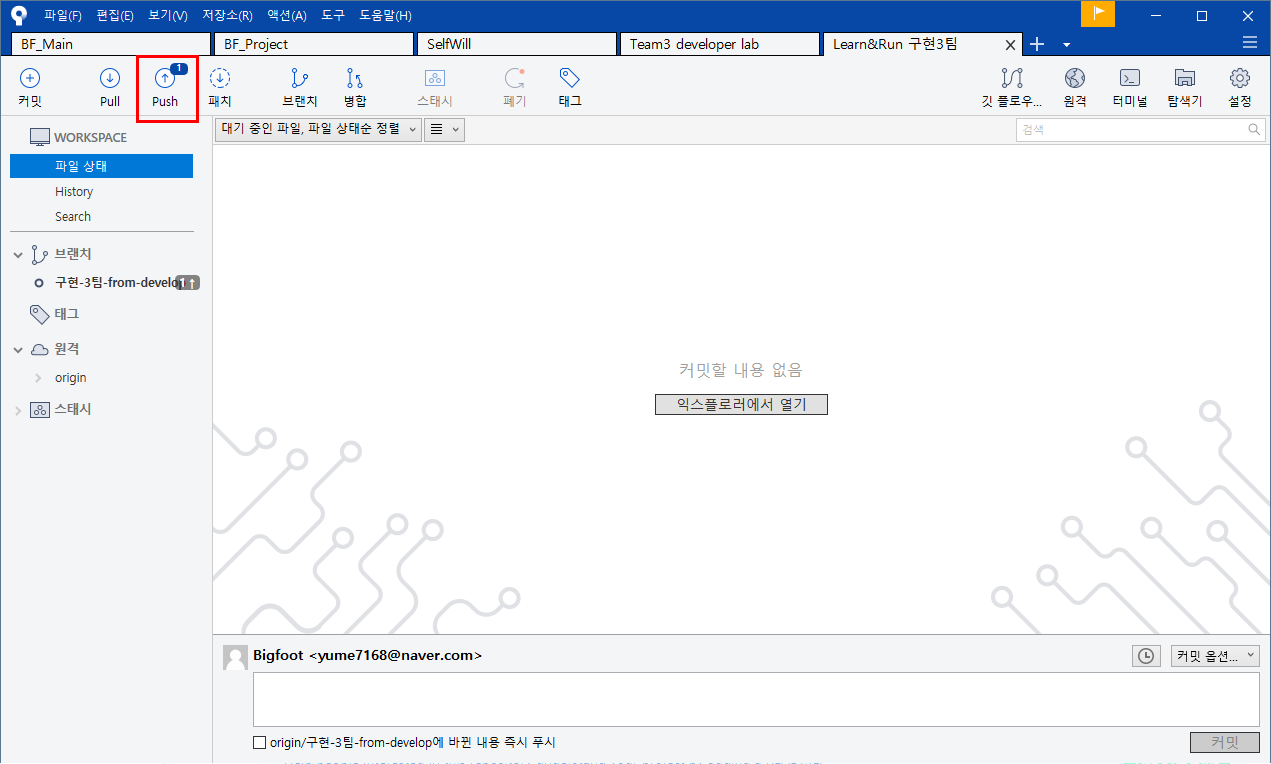 파일(F) 편집(E) 보기(V) 저장소(R) 액션(A) 도구 도움말(H)
BF_Main BF_Project SelfWill Team3 developer lab Learn&Run 구현3팀
1
커밋 Pull Push 패치 브랜치 병합 스태시 폐기 태그 깃 플로우... 원격 터미널 탐색기 설정
WORKSPACE
파일 상태
History
Search
브랜치
구현-3팀-from-develop 1↑
태그
원격
origin
스태시
대기 중인 파일, 파일 상태순 정렬
검색
커밋할 내용 없음
익스플로러에서 열기
Bigfoot <yume7168@naver.com>
커밋 옵션...
origin/구현-3팀-from-develop에 바뀐 내용 즉시 푸시
커밋